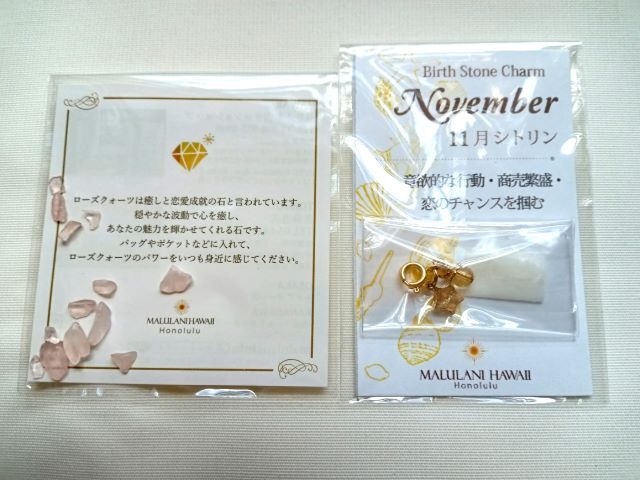 ローズクォーツは癒しと恋愛成就の石と言われています。
穏やかな波動で心を癒し、
あなたの魅力を輝かせてくれる石です。
バッグやポケットなどに入れて、
ローズクォーツのパワーをいつも身近に感じてください。
MALULANI HAWAII
Honolulu
Birth Stone Charm
November
11月シトリン
意欲的な行動・商売繁盛・
恋のチャンスを掴む
MALULANI HAWAII
Honolulu